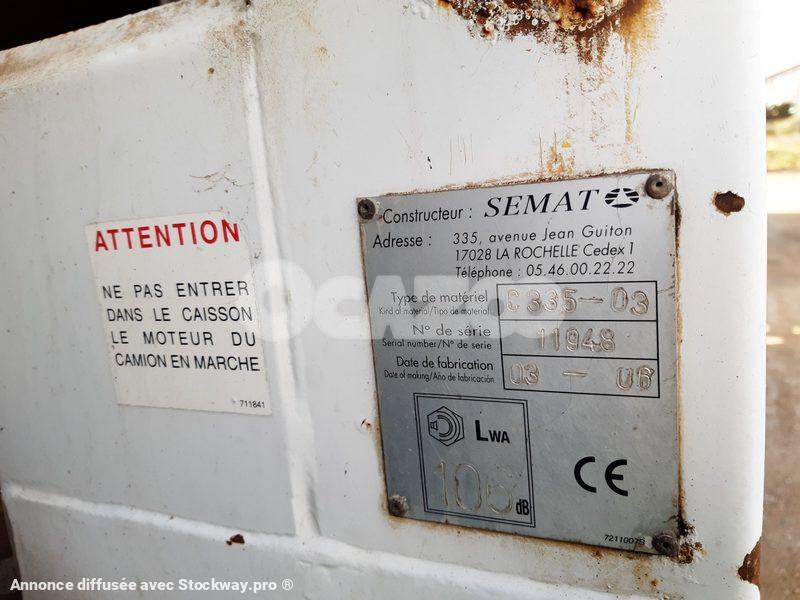 ATTENTION
NE PAS ENTRER
DANS LE CAISSON
LE MOTEUR DU
CAMION EN MARCHE
711841
Constructeur : SEMAT
Adresse : 335, avenue Jean Guiton
17028 LA ROCHELLE Cedex 1
Téléphone : 05.46.00.22.22
Type de matériel C335-03
Kind of material/Tipo de material
N° de série 11948
Serial number/N° de serie
Date de fabrication 03 -
Date of making/Año de fabricación
LWA
106 dB
CE
OCAZOO
Annonce diffusée avec Stockway.pro ®